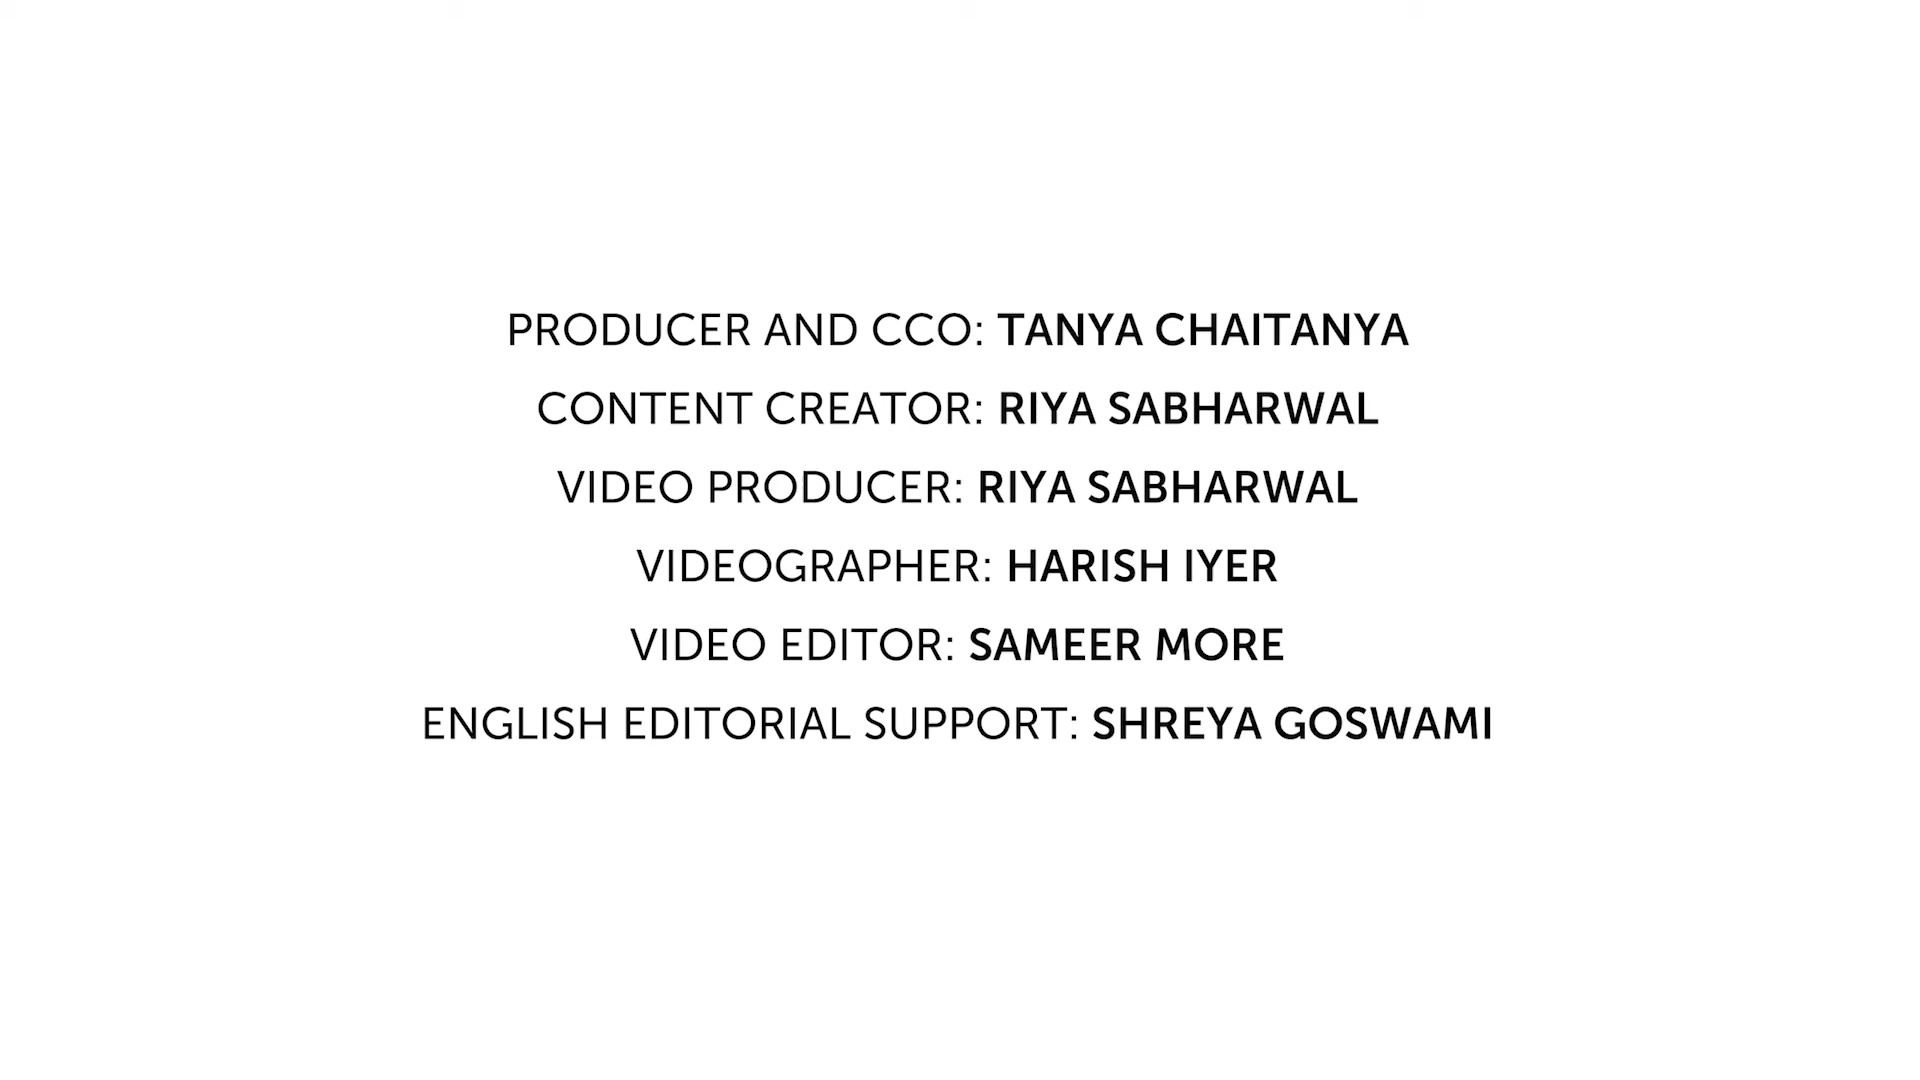 PRODUCER AND CCO: TANYA CHAITANYA
CONTENT CREATOR: RIYA SABHARWAL
VIDEO PRODUCER: RIYA SABHARWAL
VIDEOGRAPHER: HARISH IYER
VIDEO EDITOR: SAMEER MORE
ENGLISH EDITORIAL SUPPORT: SHREYA GOSWAMI